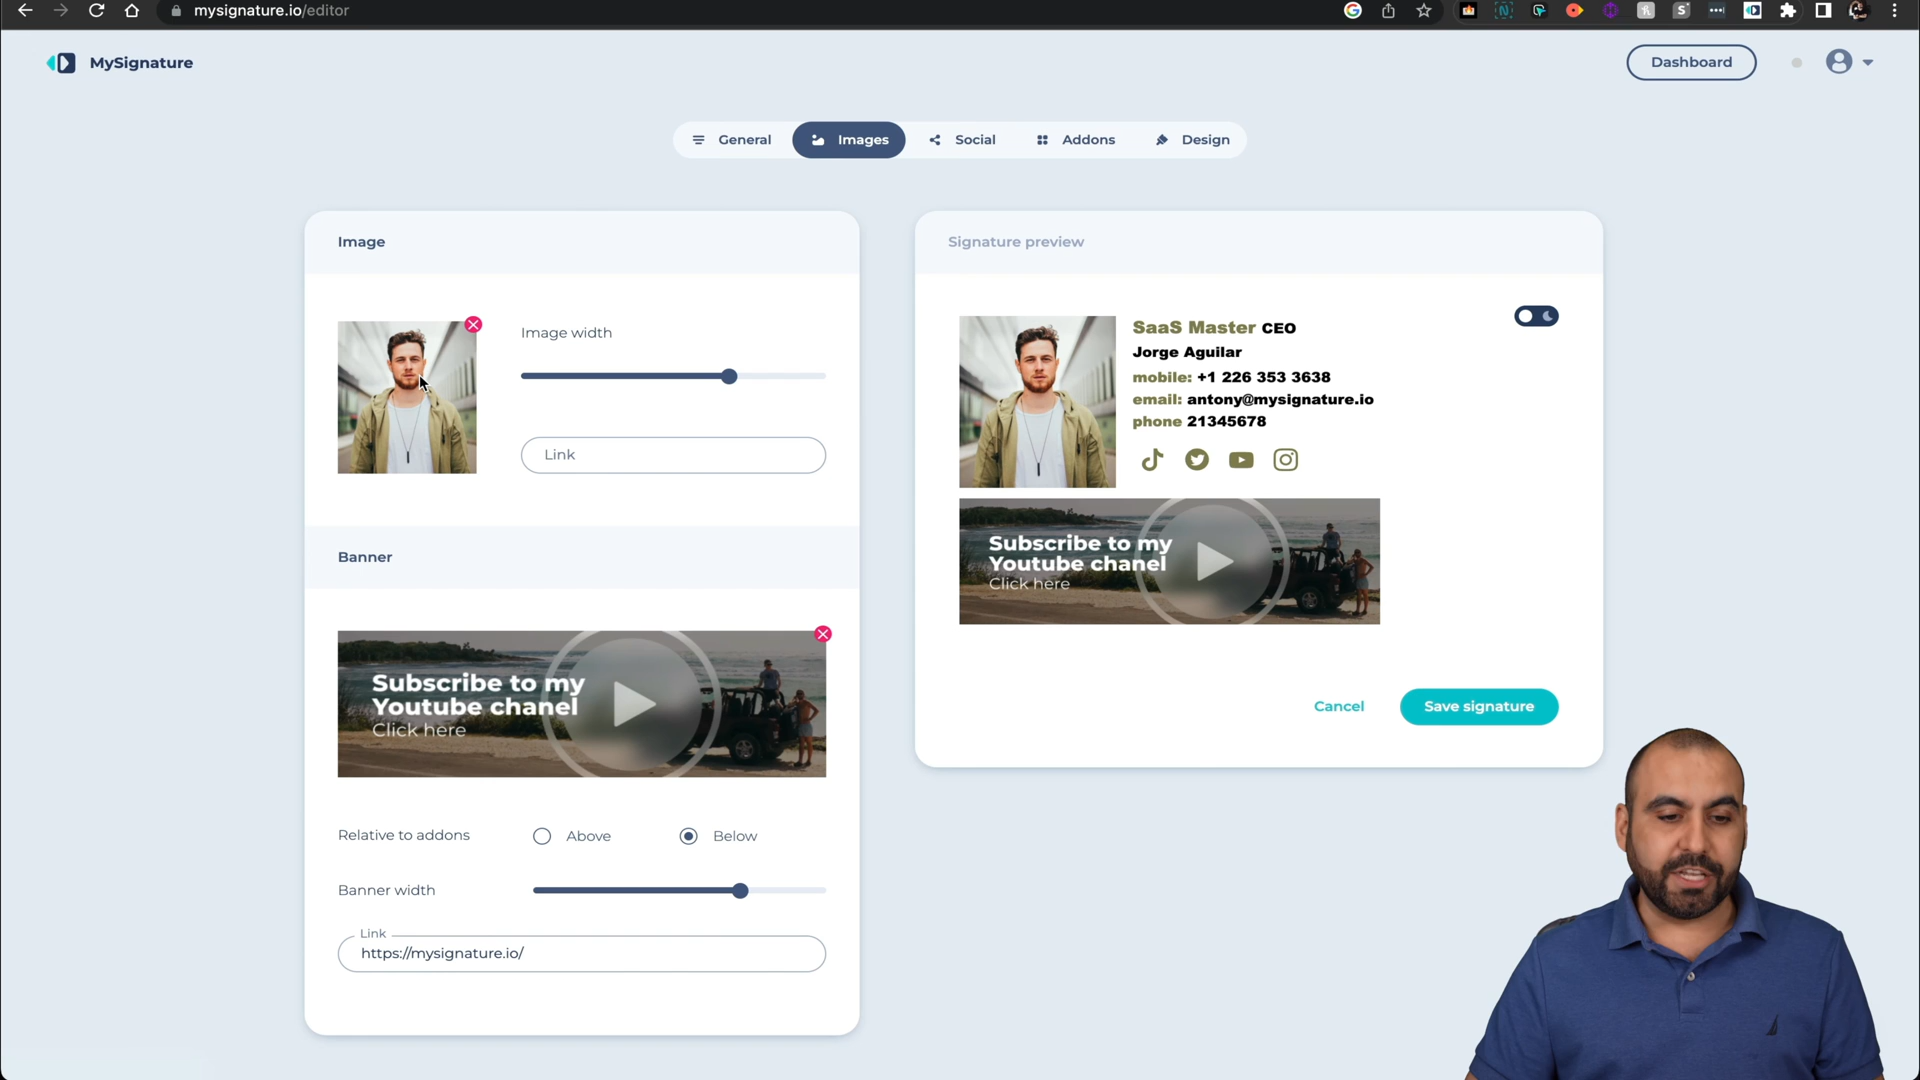 mysignature.io/editor
MySignature
Dashboard
General
Images
Social
Addons
Design
Image
Image width
Link
Banner
Subscribe to my
Youtube chanel
Click here
Relative to addons
Above
Below
Banner width
Link
https://mysignature.io/
Signature preview
SaaS Master CEO
Jorge Aguilar
mobile: +1 226 353 3638
email: antony@mysignature.io
phone 21345678
Subscribe to my
Youtube chanel
Click here
Cancel
Save signature